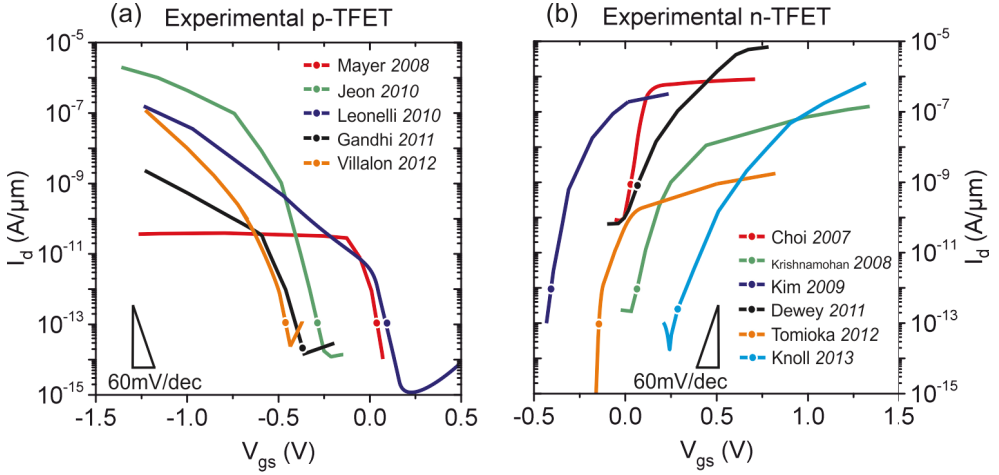 (a) Experimental p-TFET
10-5
10-7
10-9
10-11
10-13
10-15
Id (A/μm)
Mayer 2008
Jeon 2010
Leonelli 2010
Gandhi 2011
Villalon 2012
60mV/dec
-1.5 -1.0 -0.5 0.0 0.5
Vgs (V)
(b) Experimental n-TFET
10-5
10-7
10-9
10-11
10-13
10-15
Id (A/μm)
Choi 2007
Krishnamohan 2008
Kim 2009
Dewey 2011
Tomioka 2012
Knoll 2013
60mV/dec
-0.5 0.0 0.5 1.0 1.5
Vgs (V)